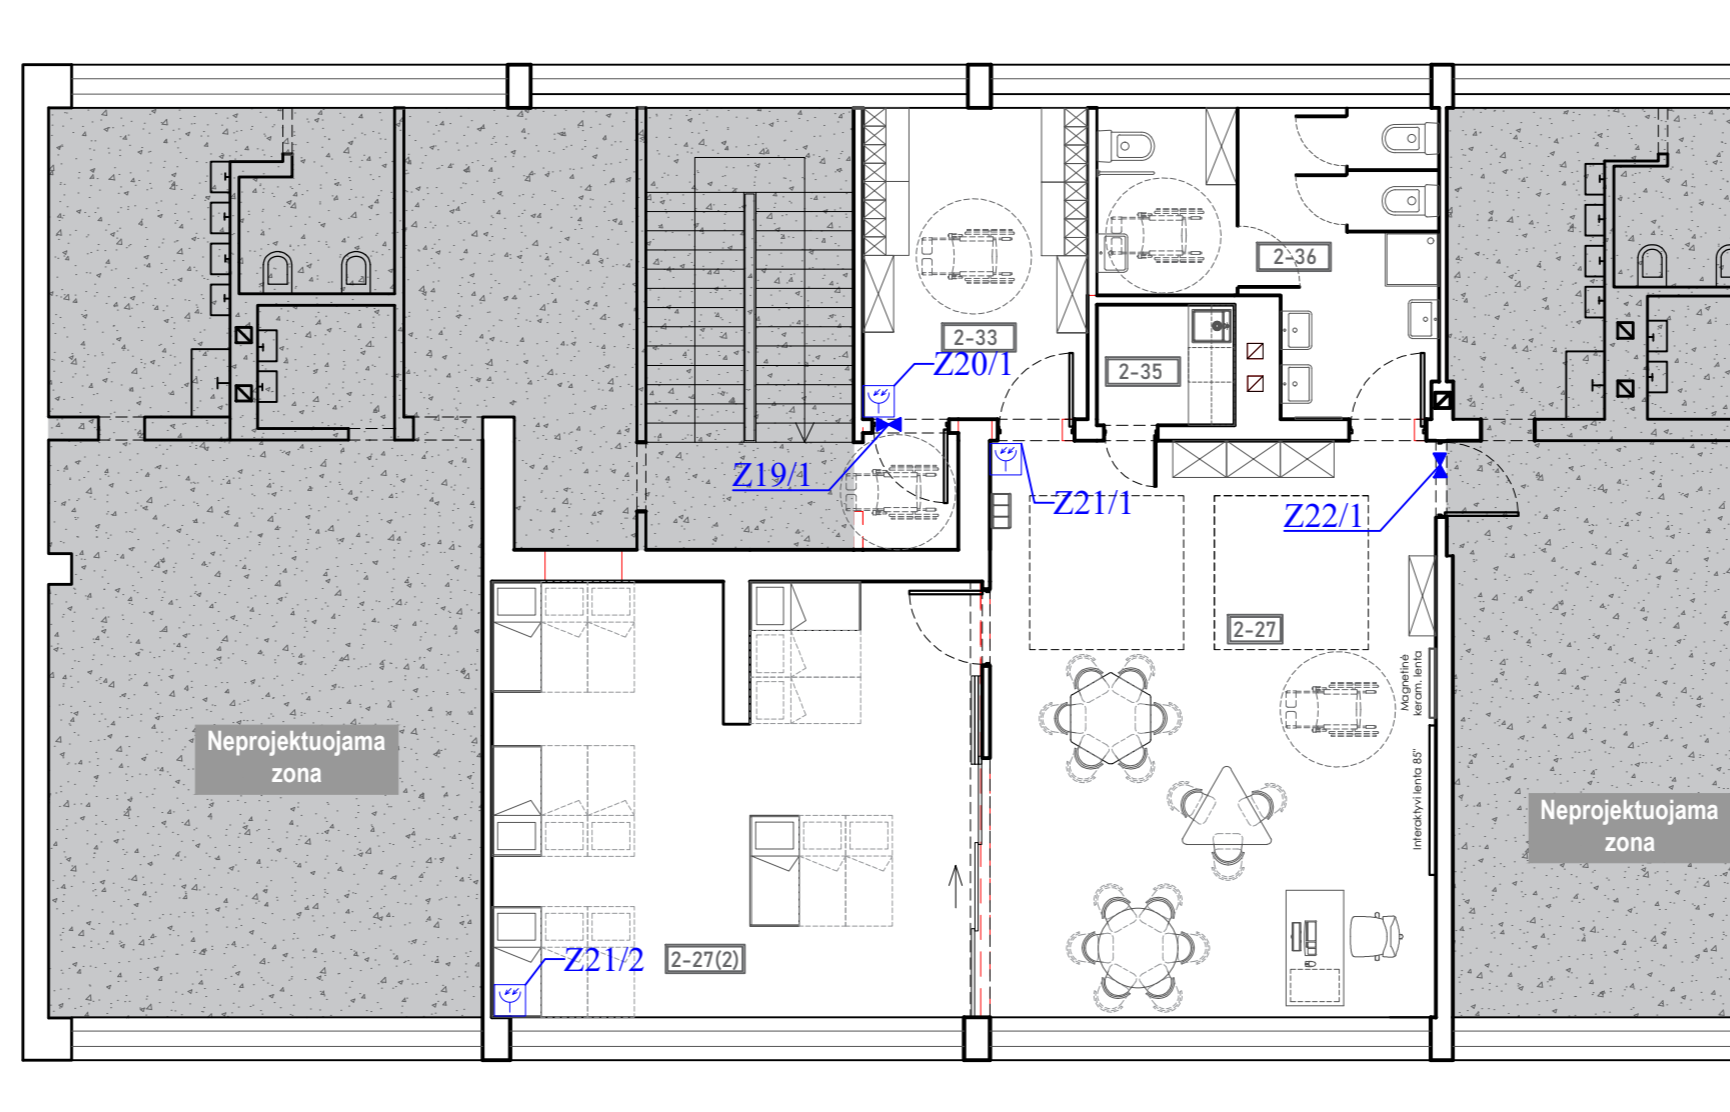 2-36
2-33
Z20/1
2-35
Z19/1
Z21/1
Z22/1
2-27
Magnetinė
keram. lenta
Neprojektuojama
zona
Interaktyvi lenta 85"
Neprojektuojama
zona
Z21/2
2-27(2)